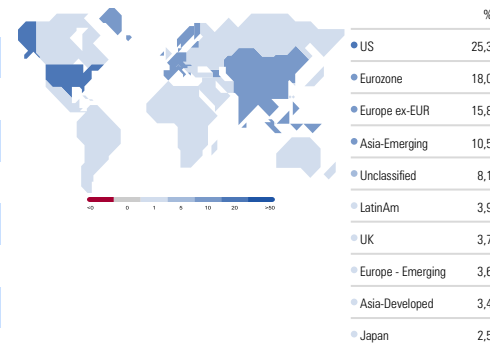 %
US 25,3
Eurozone 18,0
Europe ex-EUR 15,8
Asia-Emerging 10,5
Unclassified 8,1
LatinAm 3,9
UK 3,7
Europe - Emerging 3,6
Asia-Developed 3,4
Japan 2,5
<0 0 1 5 10 20 >50